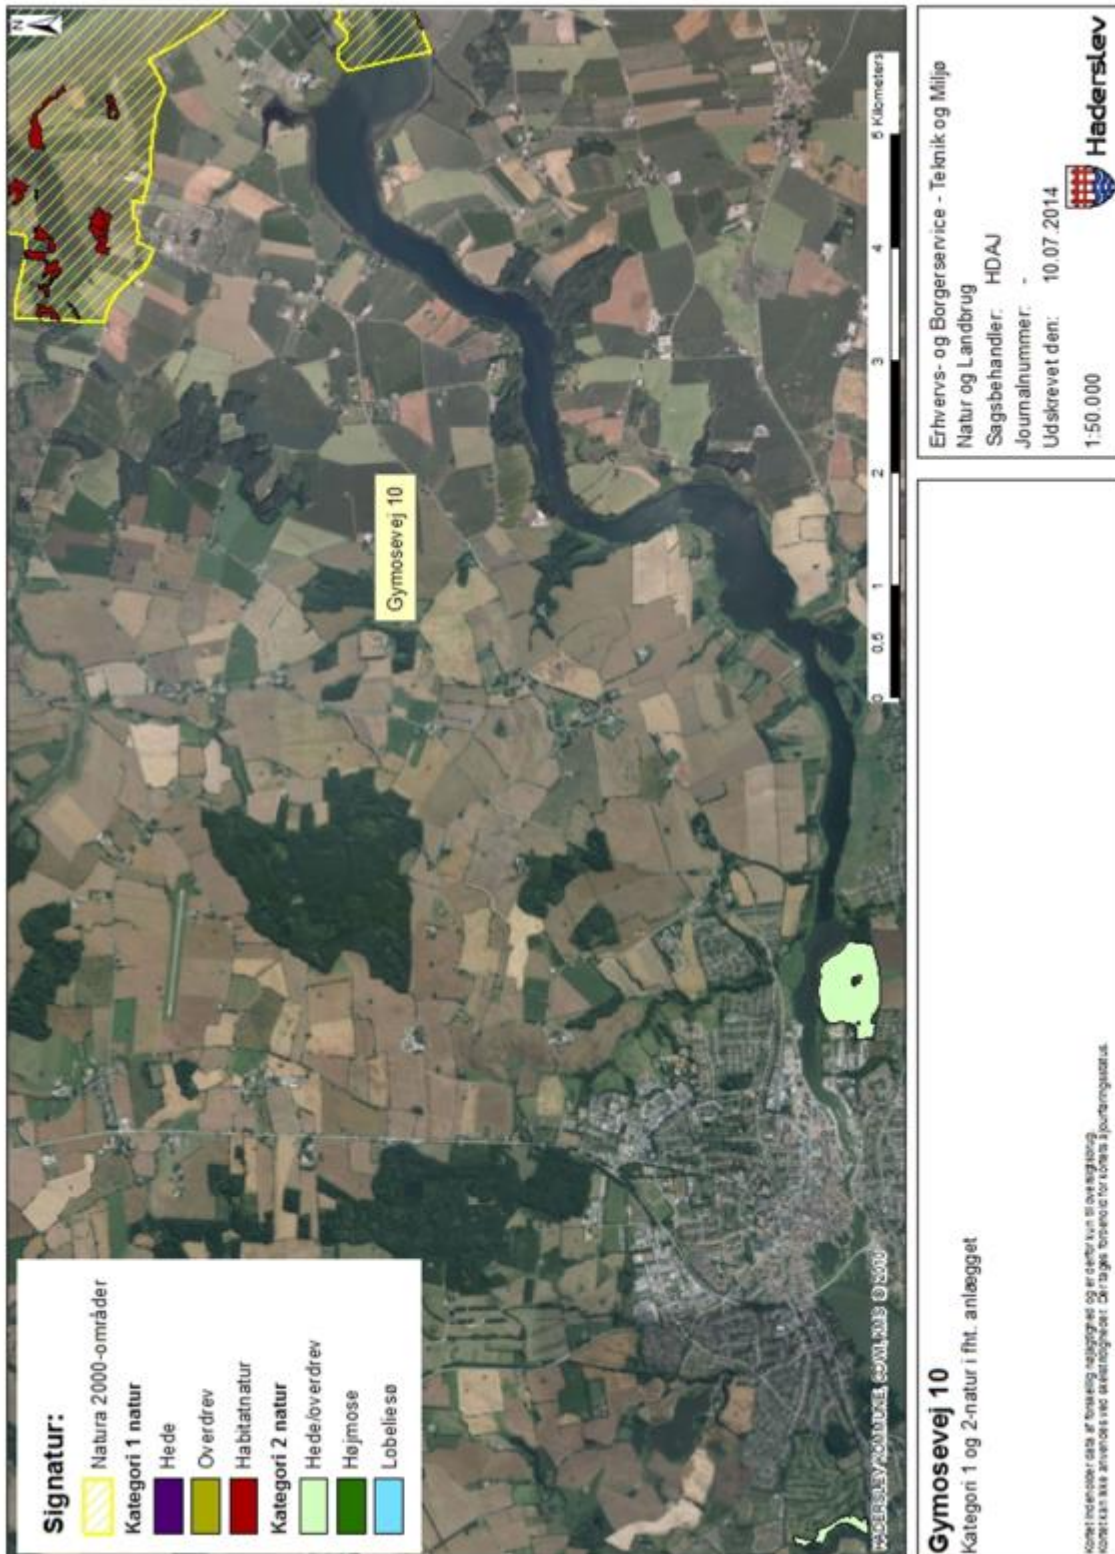 N
Signatur:
Natura 2000-områder
Kategori 1 natur
Hede
Overdrev
Habitatnatur
Kategori 2 natur
Hede/overdrev
Højmose
Lobeliesø
Gymosevej 10
0 0,5 1 2 3 4 5 Kilometers
Gymosevej 10
Kategori 1 og 2-natur i fht. anlægget
Erhvervs- og Borgerservice - Teknik og Miljø
Natur og Landbrug
Sagsbehandler: HDAJ
Journalnummer: -
Udskrevet den: 10.07.2014
1:50.000
Haderslev